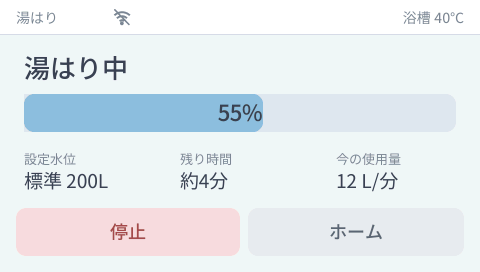 湯はり
浴槽 40℃
湯はり中
55%
設定水位
標準 200L
残り時間
約4分
今の使用量
12 L/分
停止
ホーム